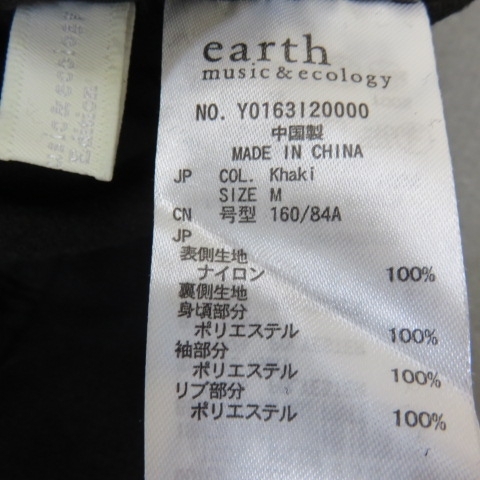 earth
music & ecology
NO. Y0163I20000
中国製
MADE IN CHINA
JP COL. Khaki
SIZE M
CN 号型 160/84A
JP
表側生地
ナイロン 100%
裏側生地
身頃部分
ポリエステル 100%
袖部分
ポリエステル 100%
リブ部分
ポリエステル 100%